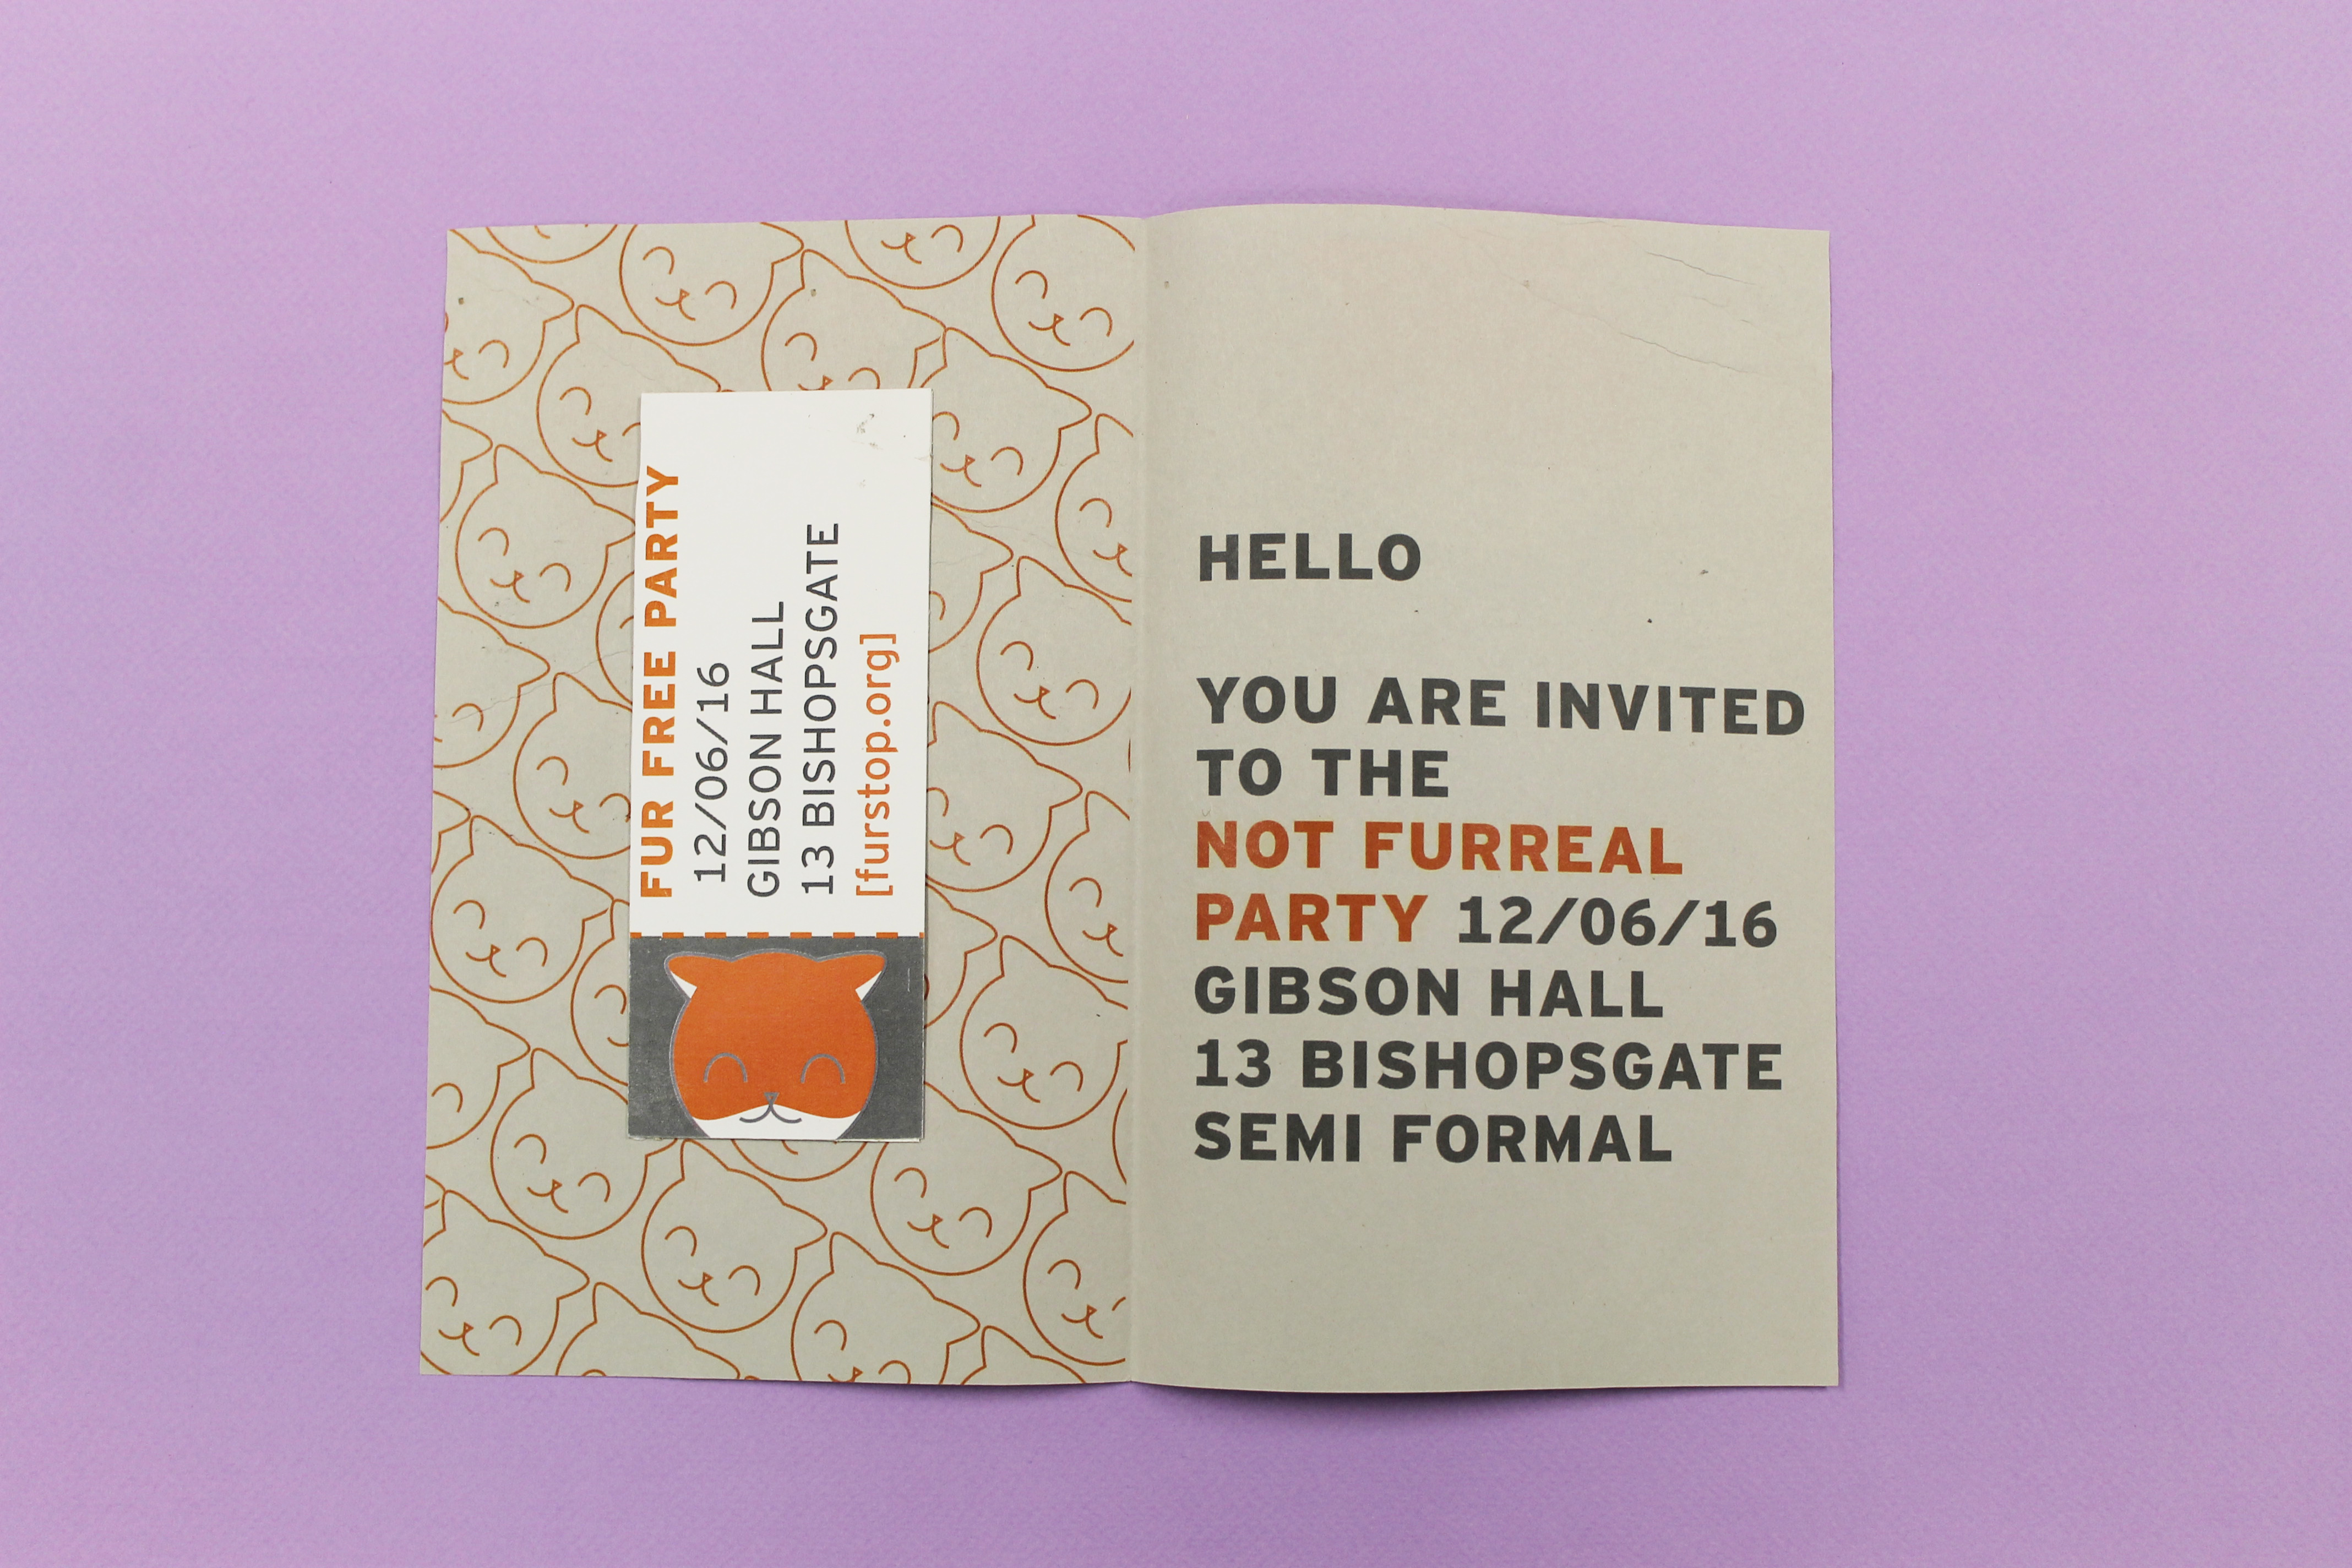 FUR FREE PARTY
12/06/16
GIBSON HALL
13 BISHOPSGATE
[furstop.org]
HELLO
YOU ARE INVITED
TO THE
NOT FURREAL
PARTY 12/06/16
GIBSON HALL
13 BISHOPSGATE
SEMI FORMAL